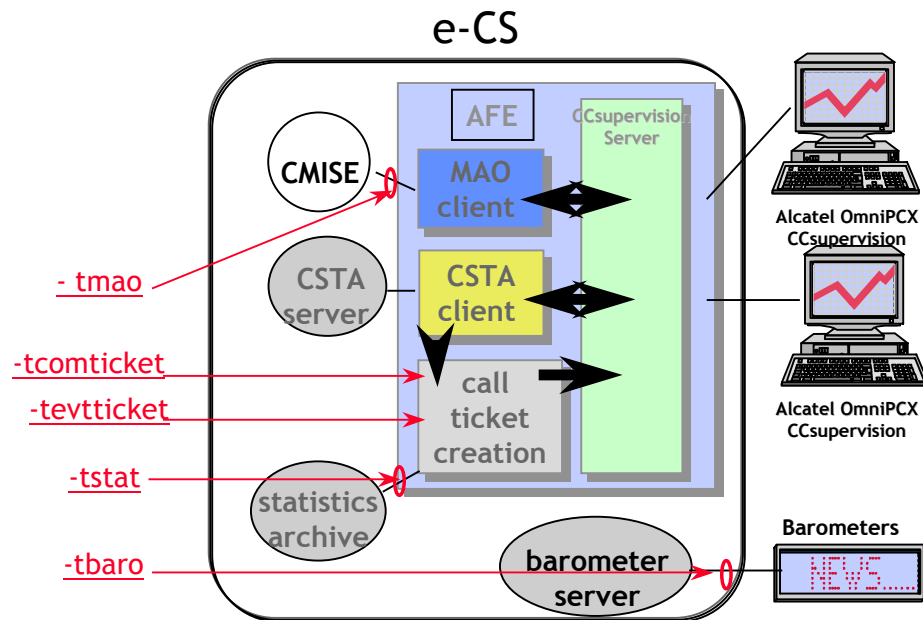 e-CS
AFE
CCsupervision
Server
CMISE
MAO
client
- tmao
CSTA
server
CSTA
client
-tcomticket
-tevtticket
call
ticket
creation
-tstat
statistics
archive
-tbaro
barometer
server
Alcatel OmniPCX
CCsupervision
Alcatel OmniPCX
CCsupervision
Barometers
NEWS.....